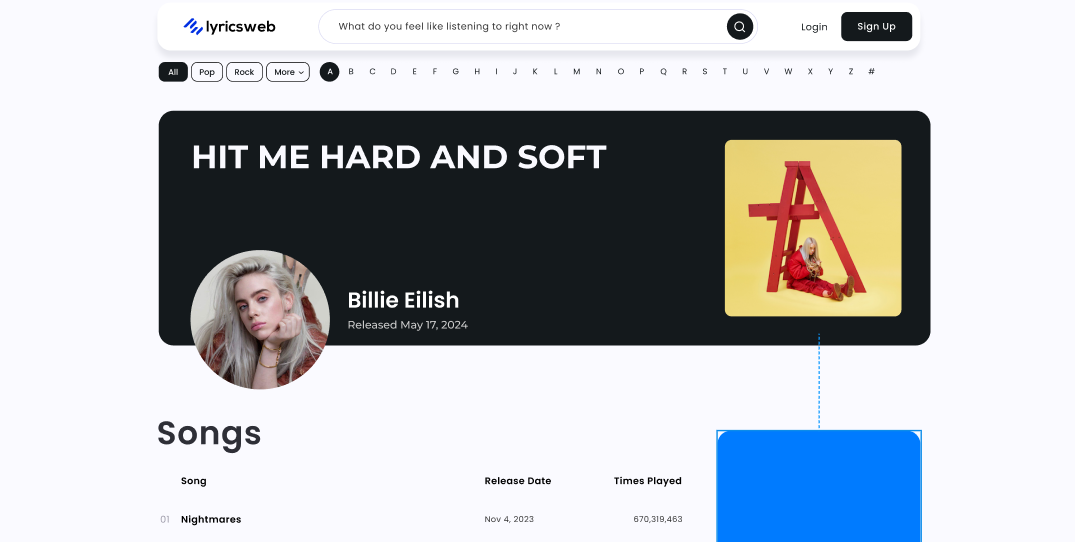 lyricsweb
What do you feel like listening to right now ?
Login
Sign Up
All Pop Rock More A B C D E F G H I J K L M N O P Q R S T U V W X Y Z #
HIT ME HARD AND SOFT
Billie Eilish
Released May 17, 2024
Songs
Song Release Date Times Played
01 Nightmares Nov 4, 2023 670,319,463